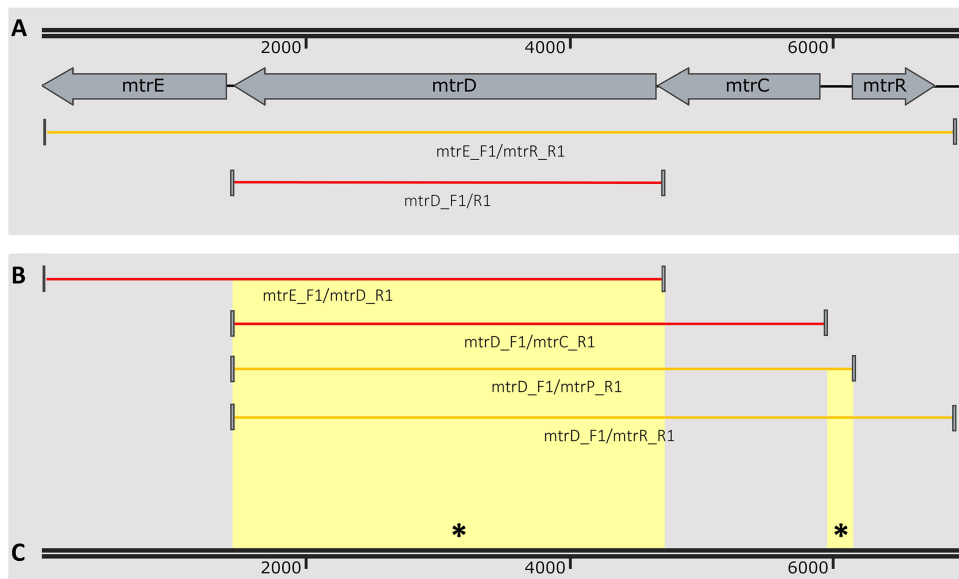 A
2000 4000 6000
mtrE mtrD mtrC mtrR
mtrE_F1/mtrR_R1
mtrD_F1/R1
B
mtrE_F1/mtrD_R1
mtrD_F1/mtrC_R1
mtrD_F1/mtrP_R1
mtrD_F1/mtrR_R1
* *
C
2000 4000 6000